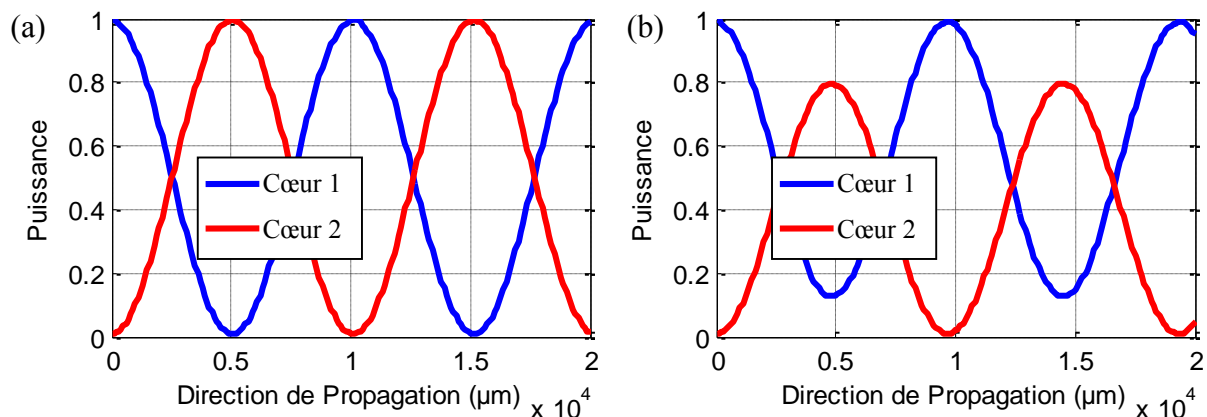 (a)
1
0.8
0.6
0.4
0.2
0
Puissance
Cœur 1
Cœur 2
0 0.5 1 1.5 2
Direction de Propagation (µm)
x 10^4
(b)
1
0.8
0.6
0.4
0.2
0
Puissance
Cœur 1
Cœur 2
0 0.5 1 1.5 2
Direction de Propagation (µm)
x 10^4